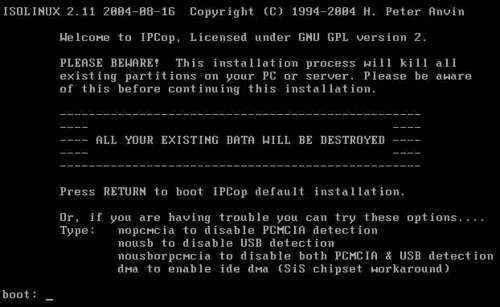 ISOLINUX 2.11 2004-08-16  Copyright (C) 1994-2004 H. Peter Anvin
Welcome to IPCop, Licensed under GNU GPL version 2.
PLEASE BEWARE!  This installation process will kill all
existing partitions on your PC or server. Please be aware
of this before continuing this installation.
-------------------------------------------------
----                                         ----
---- ALL YOUR EXISTING DATA WILL BE DESTROYED ----
----                                         ----
-------------------------------------------------
Press RETURN to boot IPCop default installation.
Or, if you are having trouble you can try these options....
Type:   nopcmcia to disable PCMCIA detection
nousb to disable USB detection
nousborpcmcia to disable both PCMCIA & USB detection
dma to enable ide dma (SiS chipset workaround)
boot: _